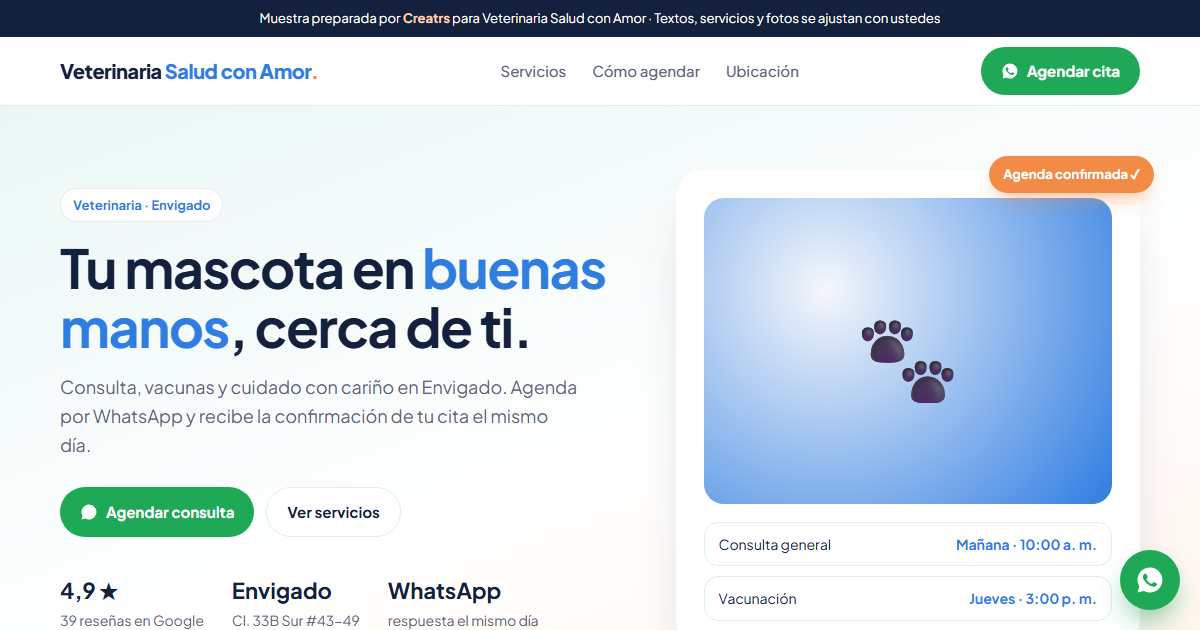 Muestra preparada por Creatrs para Veterinaria Salud con Amor · Textos, servicios y fotos se ajustan con ustedes
Veterinaria Salud con Amor.
Servicios
Cómo agendar
Ubicación
Agendar cita
Agenda confirmada ✓
Veterinaria · Envigado
Tu mascota en buenas
manos, cerca de ti.
Consulta, vacunas y cuidado con cariño en Envigado. Agenda
por WhatsApp y recibe la confirmación de tu cita el mismo
día.
Agendar consulta
Ver servicios
4,9 ★
39 reseñas en Google
Envigado
Cl. 33B Sur #43–49
WhatsApp
respuesta el mismo día
Consulta general
Mañana · 10:00 a. m.
Vacunación
Jueves · 3:00 p. m.